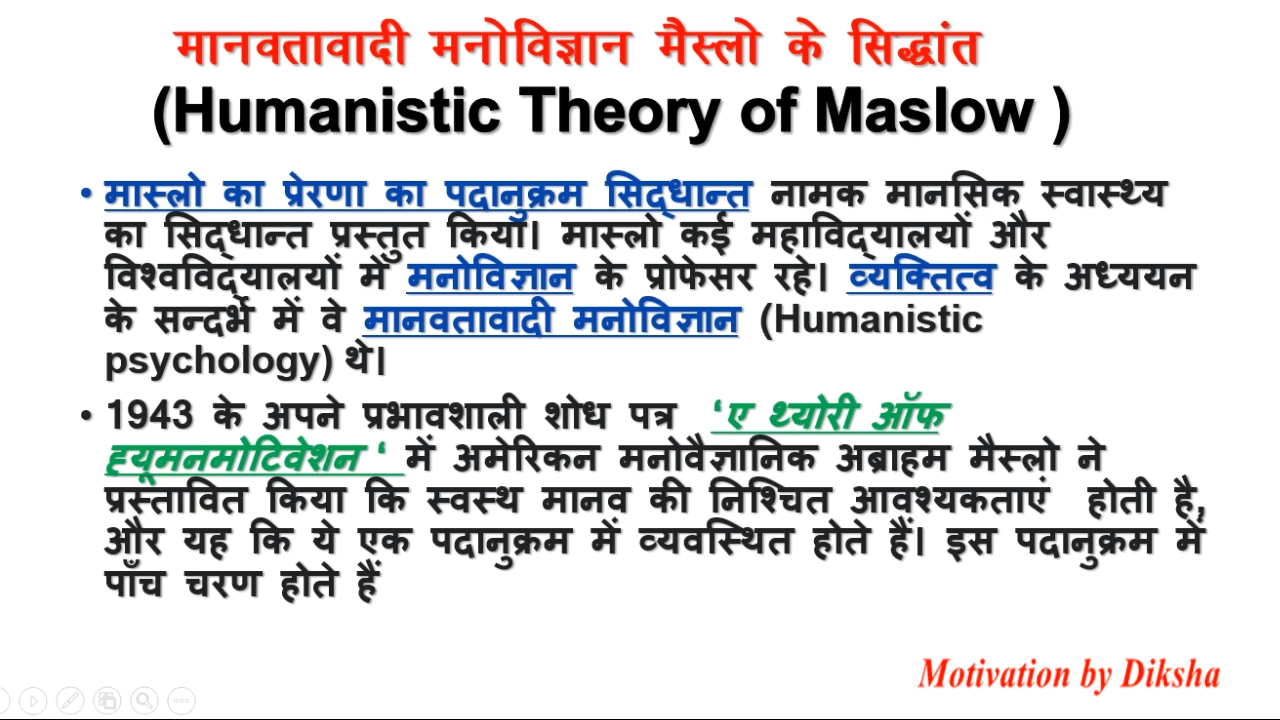 मानवतावादी मनोविज्ञान मैस्लो के सिद्धांत
(Humanistic Theory of Maslow )
• मास्लो का प्रेरणा का पदानुक्रम सिद्धान्त नामक मानसिक स्वास्थ्य
का सिद्धान्त प्रस्तुत किया। मास्लो कई महाविद्यालयों और
विश्वविद्यालयों में मनोविज्ञान के प्रोफेसर रहे। व्यक्तित्व के अध्ययन
के सन्दर्भ में वे मानवतावादी मनोविज्ञान (Humanistic
psychology) थे।
• 1943 के अपने प्रभावशाली शोध पत्र ‘ए थ्योरी ऑफ
ह्यूमनमोटिवेशन ‘ में अमेरिकन मनोवैज्ञानिक अब्राहम मैस्लो ने
प्रस्तावित किया कि स्वस्थ मानव की निश्चित आवश्यकताएं होती है,
और यह कि ये एक पदानुक्रम में व्यवस्थित होते हैं। इस पदानुक्रम में
पाँच चरण होते हैं
Motivation by Diksha